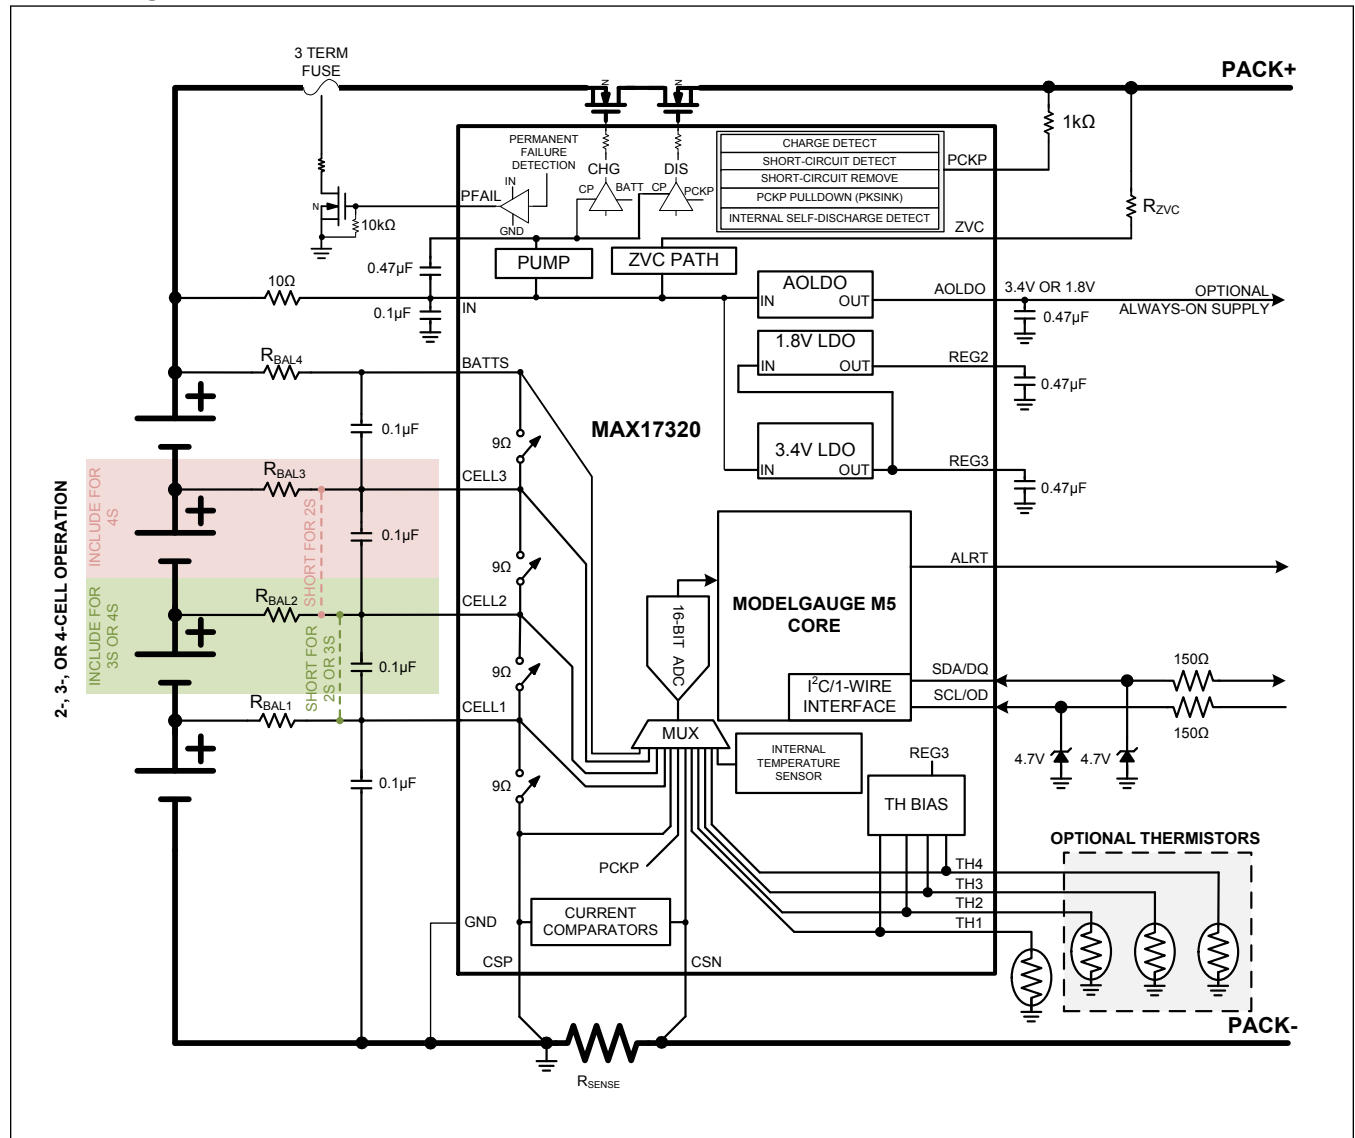 3 TERM
FUSE
PACK+
1kΩ
PERMANENT
FAILURE
DETECTION
CHG
DIS
CHARGE DETECT
SHORT-CIRCUIT DETECT
SHORT-CIRCUIT REMOVE
PCKP PULLDOWN (PKSINK)
INTERNAL SELF-DISCHARGE DETECT
PCKP
PFAIL
IN
GND
CP
BATT
CP
PCKP
N
N
N
10kΩ
ZVC
RZVC
0.47µF
PUMP
ZVC PATH
10Ω
0.1µF
IN
AOLDO
IN
OUT
AOLDO
3.4V OR 1.8V
OPTIONAL
ALWAYS-ON SUPPLY
0.47µF
1.8V LDO
IN
OUT
REG2
0.47µF
RBAL4
BATTS
MAX17320
3.4V LDO
IN
OUT
REG3
0.47µF
0.1µF
9Ω
2-, 3-, OR 4-CELL OPERATION
INCLUDE FOR
4S
RBAL3
CELL3
SHORT FOR 2S
0.1µF
9Ω
INCLUDE FOR
3S OR 4S
RBAL2
CELL2
SHORT FOR
2S OR 3S
0.1µF
9Ω
RBAL1
CELL1
0.1µF
9Ω
16-BIT ADC
MODELGAUGE M5
CORE
I²C/1-WIRE
INTERFACE
ALRT
SDA/DQ
SCL/OD
150Ω
150Ω
4.7V
4.7V
MUX
INTERNAL
TEMPERATURE
SENSOR
REG3
TH BIAS
OPTIONAL THERMISTORS
PCKP
TH4
TH3
TH2
TH1
GND
CURRENT
COMPARATORS
CSP
CSN
RSENSE
PACK-